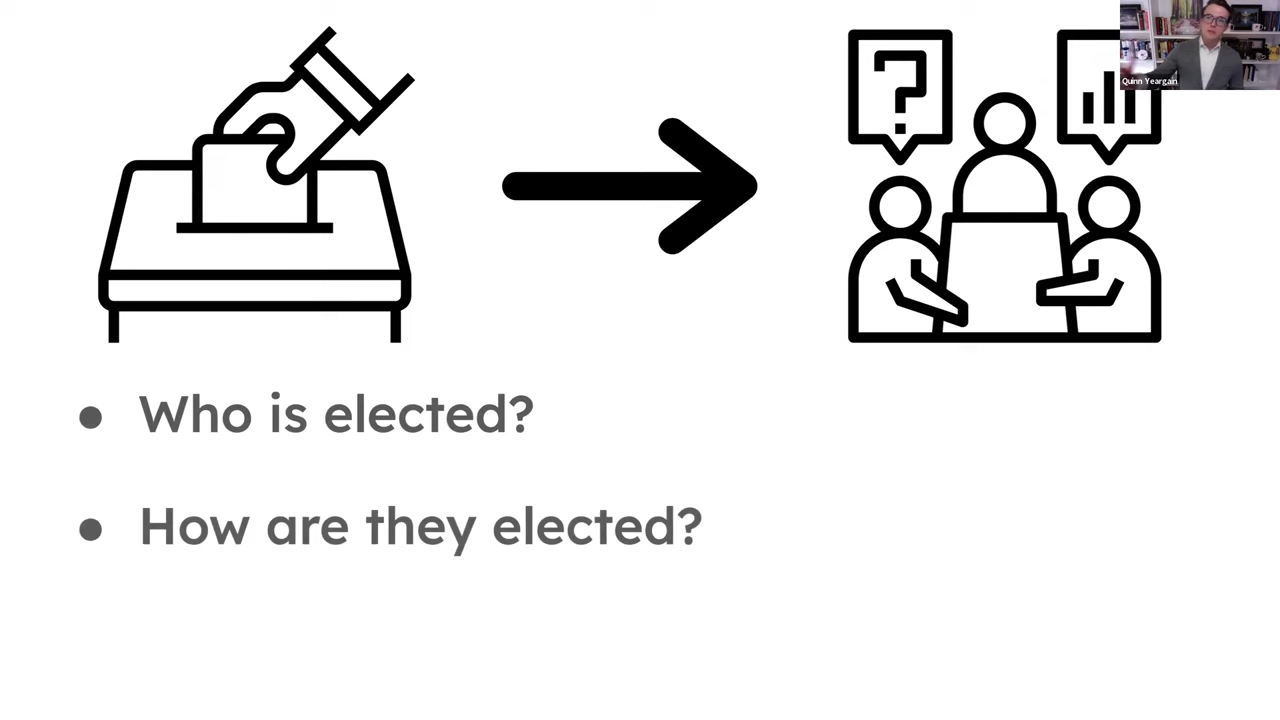 ?
Quinn Yeargain
● Who is elected?
● How are they elected?